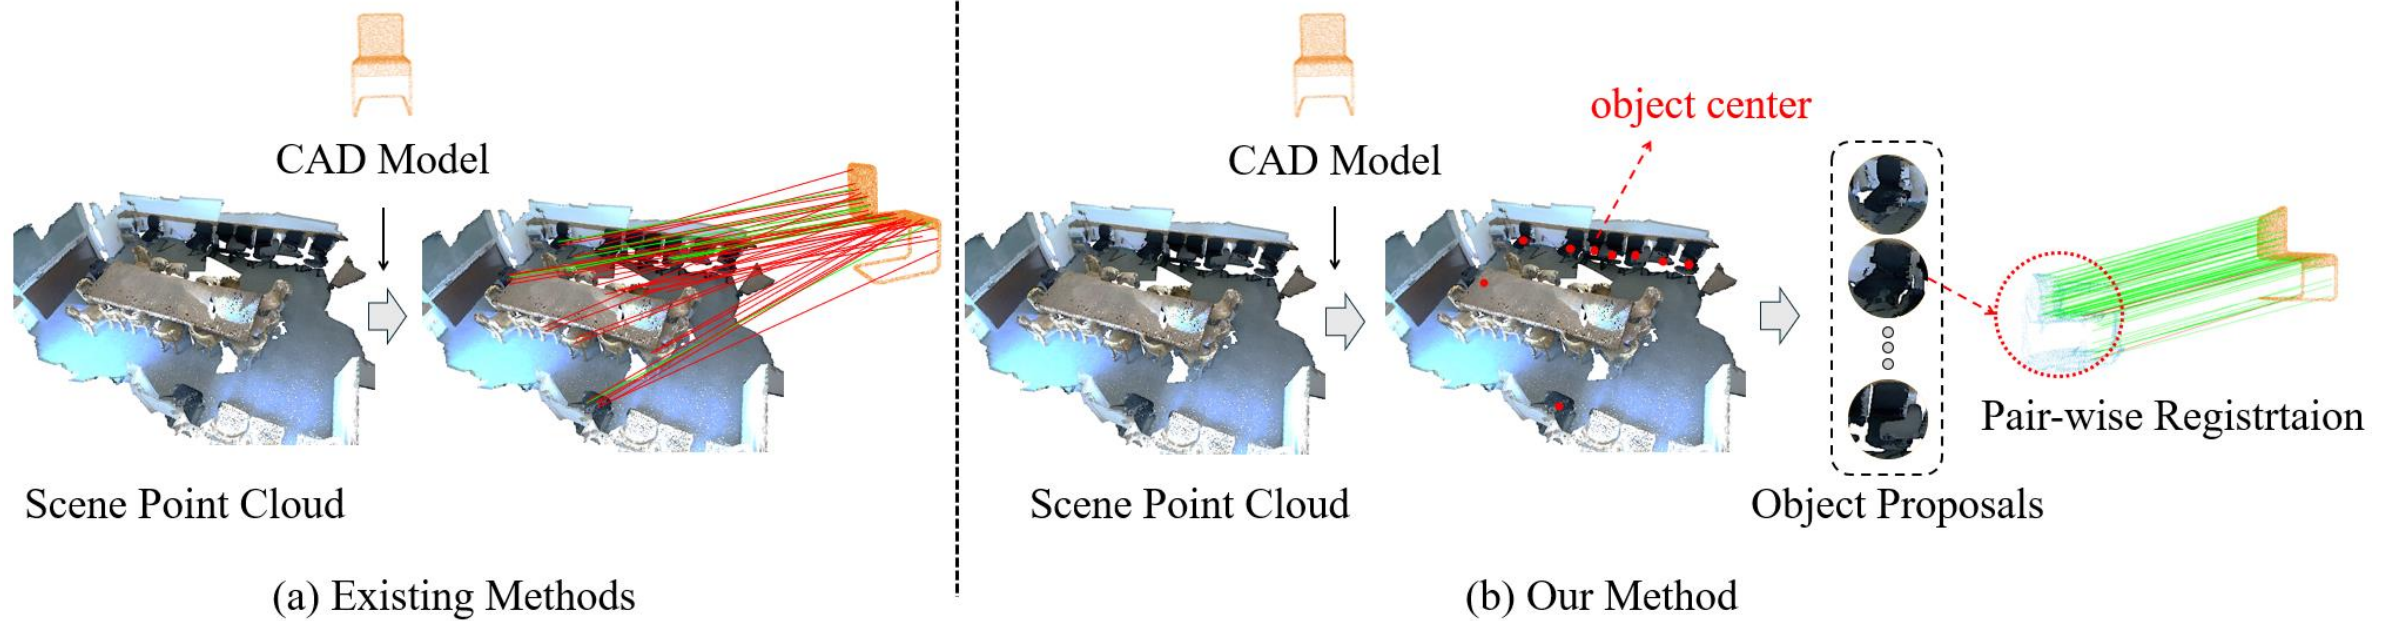 CAD Model
Scene Point Cloud
(a) Existing Methods
object center
CAD Model
Pair-wise Registrtaion
Scene Point Cloud
Object Proposals
(b) Our Method